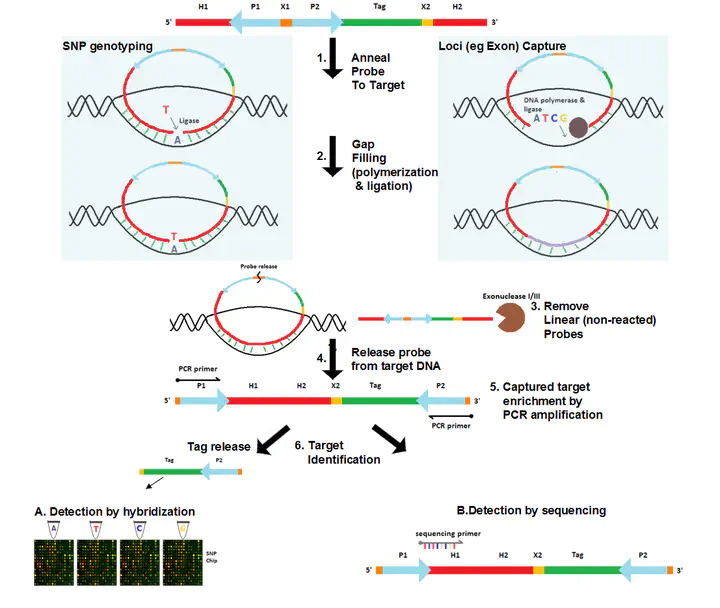 H1 P1 X1 P2 Tag X2 H2
5' 3'
SNP genotyping
1. Anneal
Probe
To Target
Loci (eg Exon) Capture
T
Ligase
A
DNA polymerase &
ligase
A T C G
2. Gap
Filling
(polymerization
& ligation)
T
A
Probe release
Exonuclease I/III
3. Remove
Linear (non-reacted)
Probes
4. Release probe
from target DNA
PCR primer
P1 H1 H2 X2 Tag P2
5' 3'
PCR primer
5. Captured target
enrichment by
PCR amplification
Tag release
6. Target
Identification
Tag P2
A. Detection by hybridization
A T C G
SNP
Chip
B.Detection by sequencing
sequencing primer
P1 H1 H2 X2 Tag P2
5' 3'